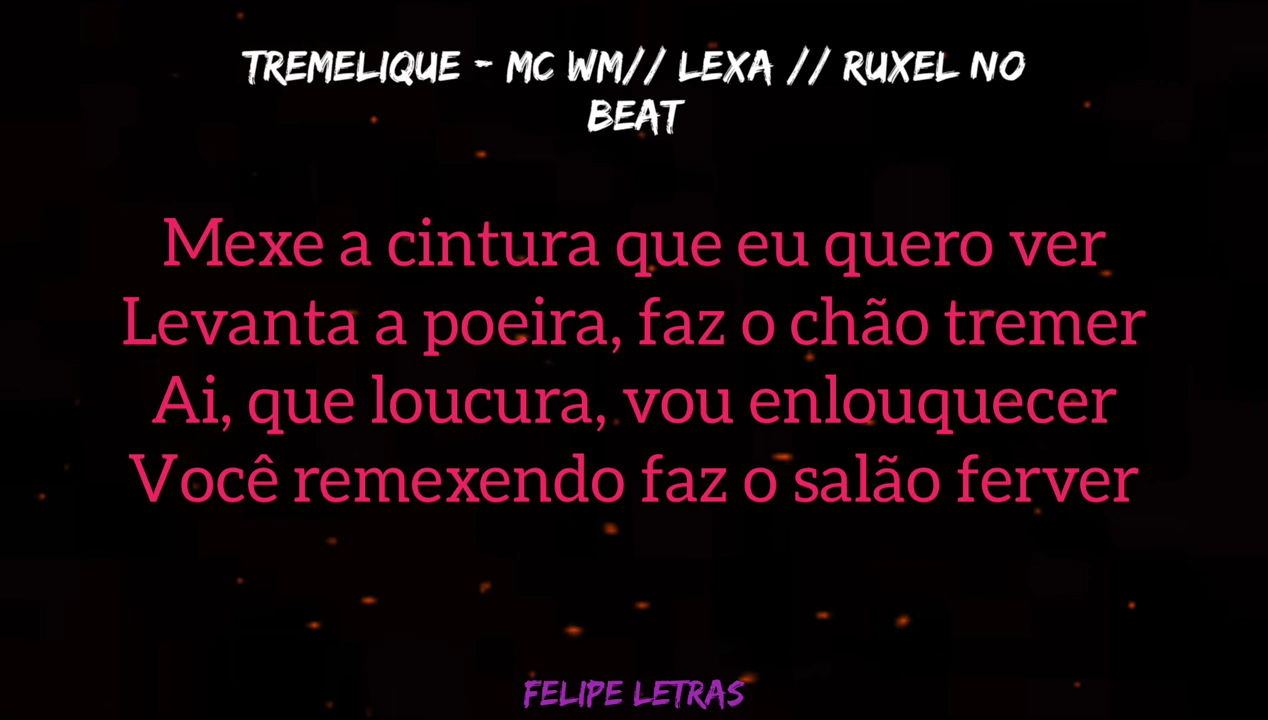 TREMELIQUE - MC WM// LEXA // RUXEL NO
BEAT
Mexe a cintura que eu quero ver
Levanta a poeira, faz o chão tremer
Ai, que loucura, vou enlouquecer
Você remexendo faz o salão ferver
FELIPE LETRAS